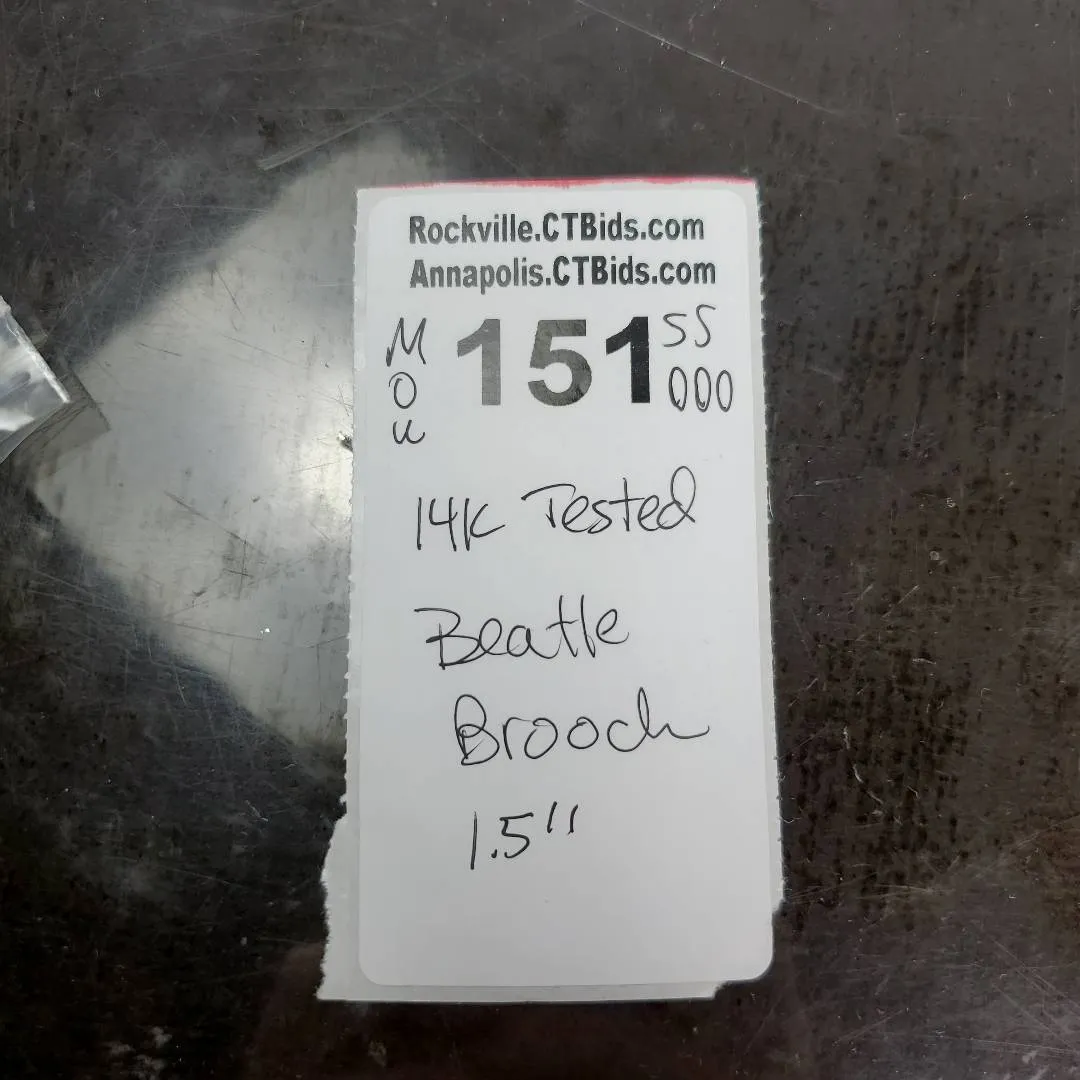 Rockville.CTBids.com
Annapolis.CTBids.com
M
O
U
151
SS
000
14K Tested
Beatle
Brooch
1.5"